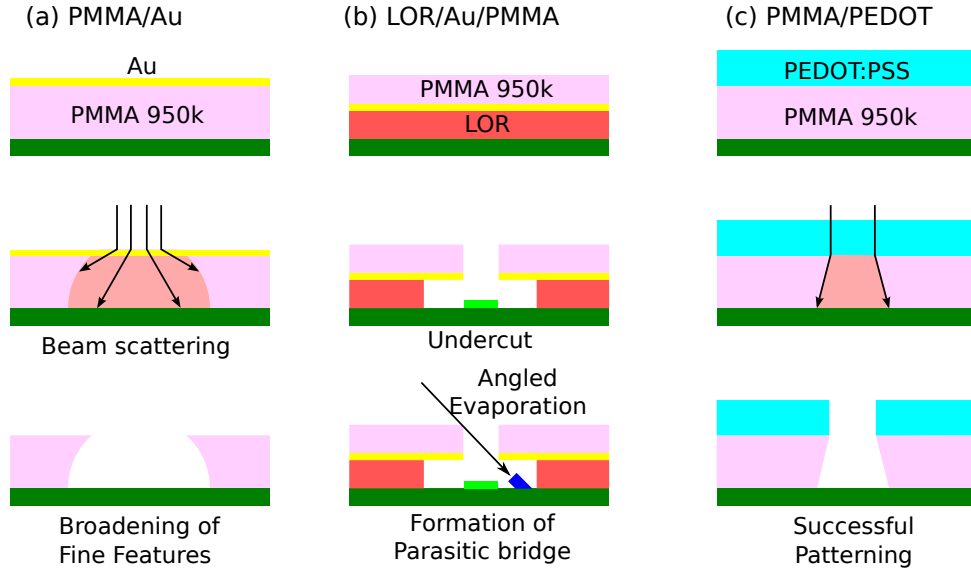 (a) PMMA/Au
Au
PMMA 950k
Beam scattering
Broadening of
Fine Features
(b) LOR/Au/PMMA
PMMA 950k
LOR
Undercut
Angled
Evaporation
Formation of
Parasitic bridge
(c) PMMA/PEDOT
PEDOT:PSS
PMMA 950k
Successful
Patterning